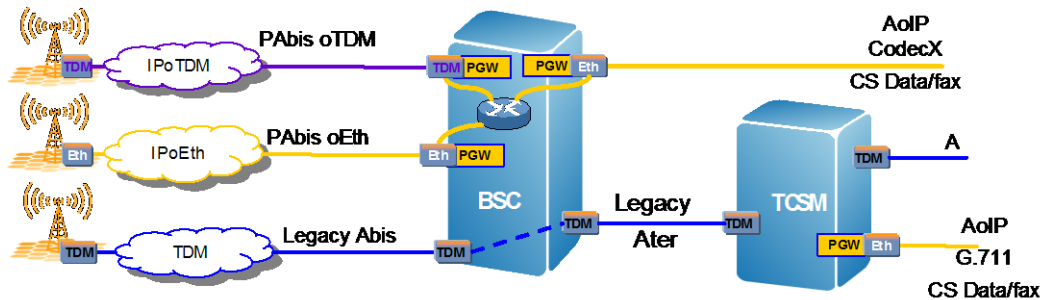 PAbis oTDM
AoIP
CodecX
TDM
IPoTDM
TDM PGW
PGW Eth
CS Data/fax
PAbis oEth
Eth
IPoEth
Eth PGW
A
TDM
BSC
TCSM
Legacy
Ater
TDM
TDM
AoIP
G.711
CS Data/fax
Legacy Abis
TDM
TDM
TDM
PGW Eth